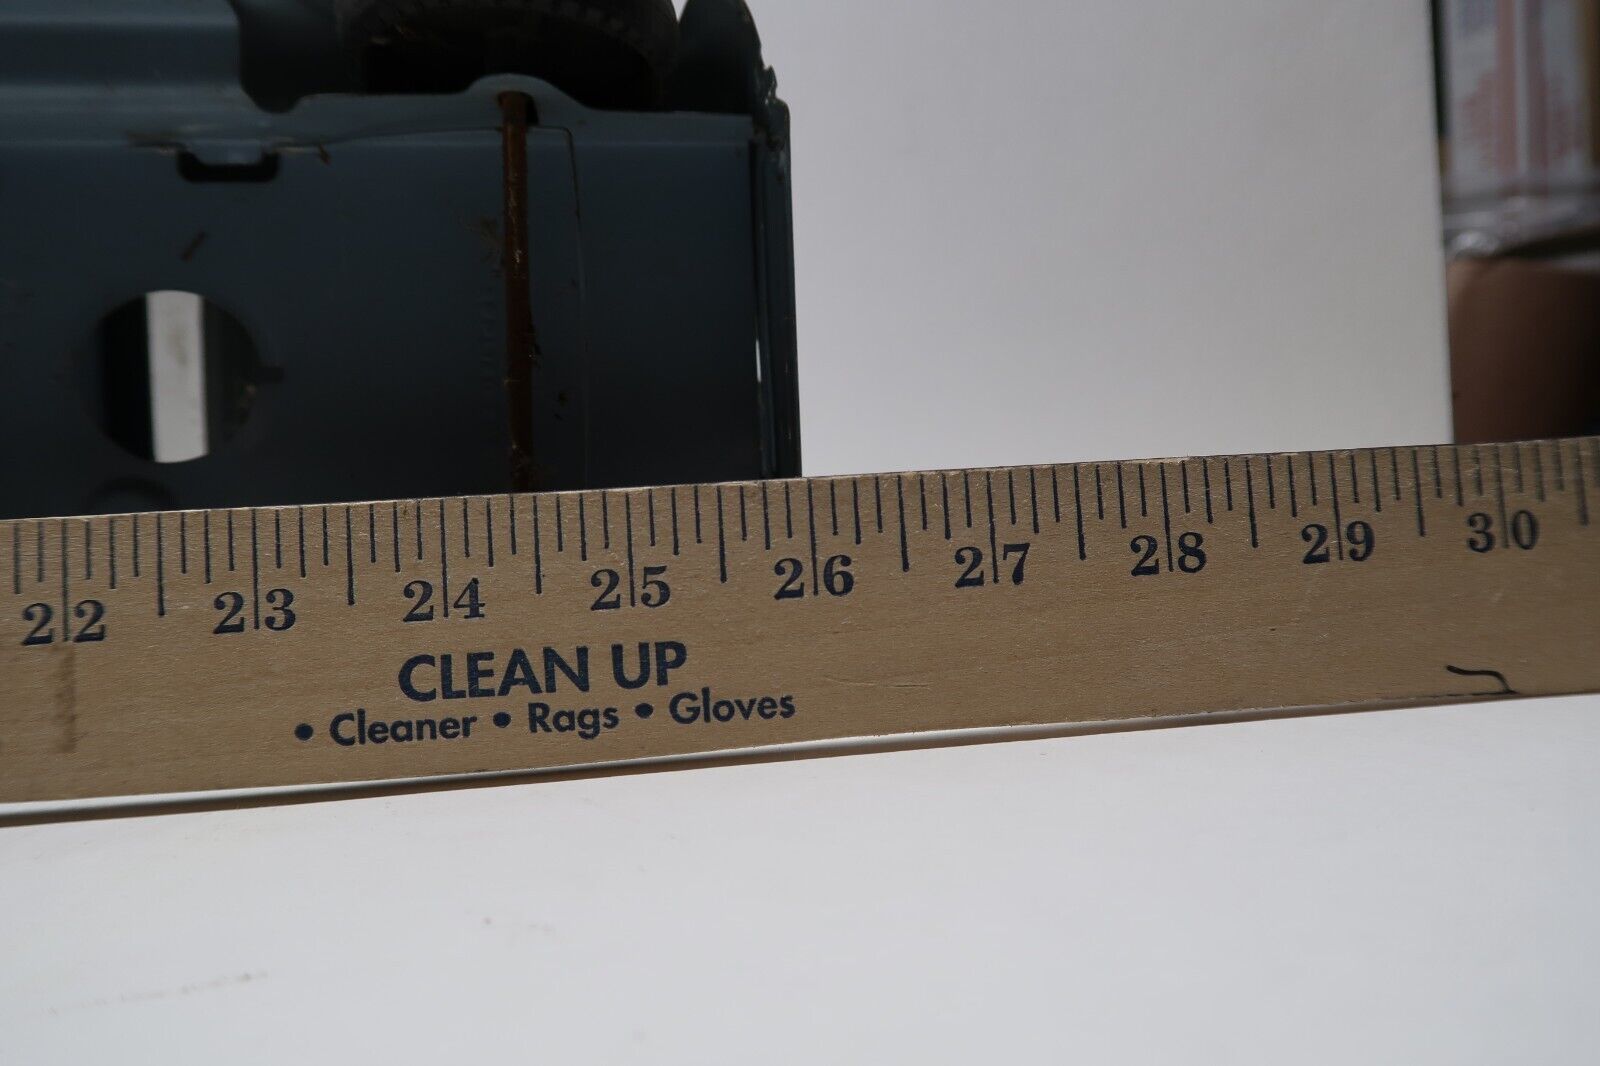 22 23 24 25 26 27 28 29 30
CLEAN UP
• Cleaner • Rags • Gloves